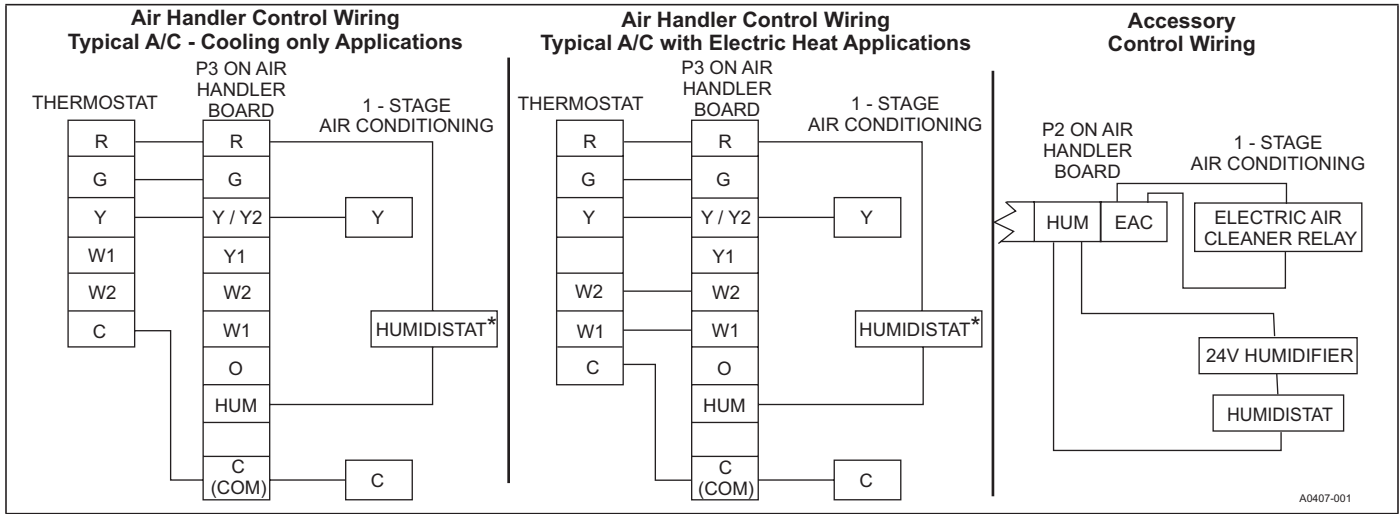 Air Handler Control Wiring
Typical A/C - Cooling only Applications
P3 ON AIR
HANDLER
BOARD
THERMOSTAT
1 - STAGE
AIR CONDITIONING
R
R
G
G
Y
Y / Y2
Y
W1
Y1
W2
W2
C
W1
HUMIDISTAT*
O
HUM
C
(COM)
C
Air Handler Control Wiring
Typical A/C with Electric Heat Applications
P3 ON AIR
HANDLER
BOARD
THERMOSTAT
1 - STAGE
AIR CONDITIONING
R
R
G
G
Y
Y / Y2
Y
Y1
W2
W2
W1
W1
HUMIDISTAT*
C
O
HUM
C
(COM)
C
Accessory
Control Wiring
P2 ON AIR
HANDLER
BOARD
1 - STAGE
AIR CONDITIONING
HUM
EAC
ELECTRIC AIR
CLEANER RELAY
24V HUMIDIFIER
HUMIDISTAT
A0407-001